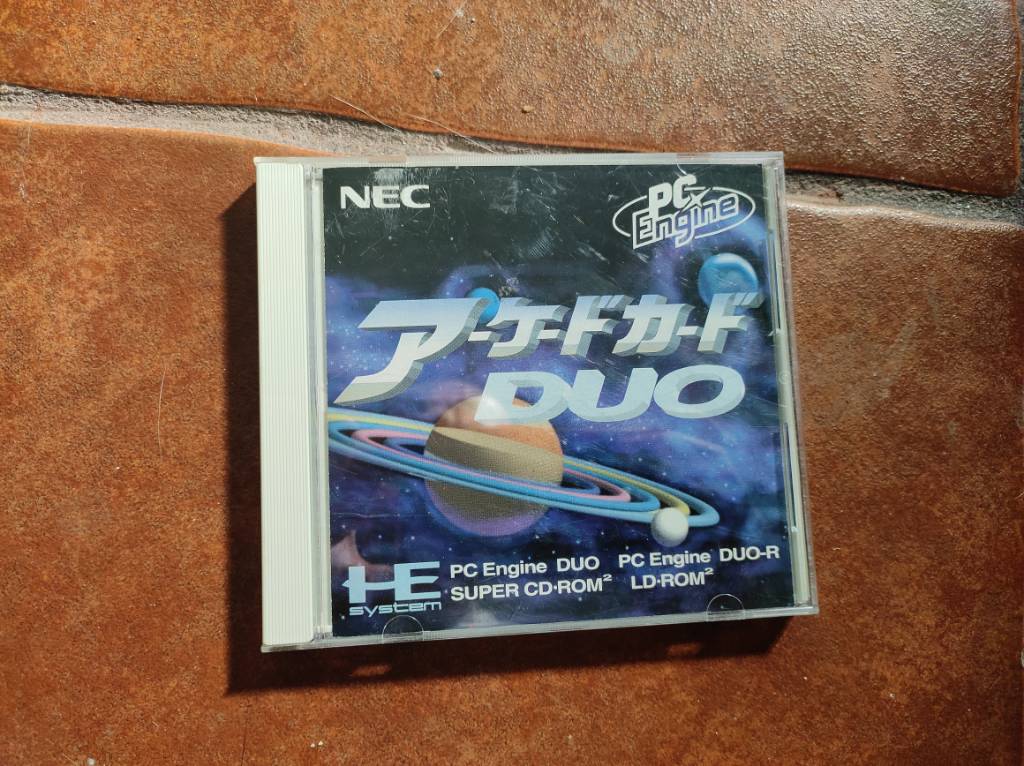 NEC
PC Engine
アーケードカード
DUO
HE system
PC Engine DUO PC Engine DUO-R
SUPER CD・ROM² LD・ROM²